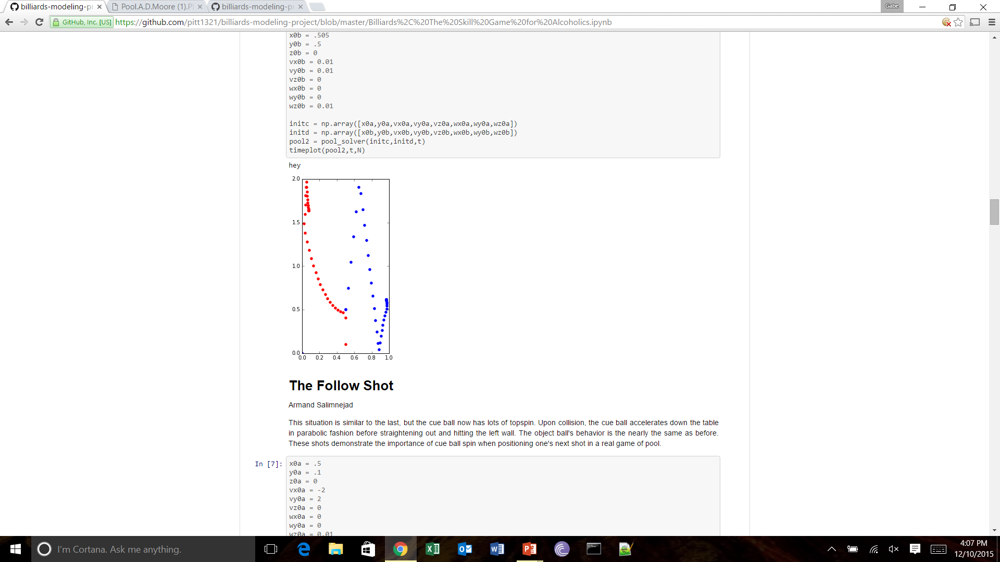 billiards-modeling-pr
Pool.A.D.Moore (1).P
billiards-modeling-pr
Gabe
GitHub, Inc. [US]
https://github.com/pitt1321/billiards-modeling-project/blob/master/Billiards%2C%20The%20Skill%20Game%20for%20Alcoholics.ipynb
x0b = .505
y0b = .5
z0b = 0
vx0b = 0.01
vy0b = 0.01
vz0b = 0
wx0b = 0
wy0b = 0
wz0b = 0.01
initc = np.array([x0a,y0a,vx0a,vy0a,vz0a,wx0a,wy0a,wz0a])
initd = np.array([x0b,y0b,vx0b,vy0b,vz0b,wx0b,wy0b,wz0b])
pool2 = pool_solver(initc,initd,t)
timeplot(pool2,t,N)
hey
2.0
1.5
1.0
0.5
0.0
0.0 0.2 0.4 0.6 0.8 1.0
The Follow Shot
Armand Salimnejad
This situation is similar to the last, but the cue ball now has lots of topspin. Upon collision, the cue ball accelerates down the table
in parabolic fashion before straightening out and hitting the left wall. The object ball's behavior is the nearly the same as before.
These shots demonstrate the importance of cue ball spin when positioning one's next shot in a real game of pool.
In [7]:
x0a = .5
y0a = .1
z0a = 0
vx0a = -2
vy0a = 2
vz0a = 0
wx0a = 0
wy0a = 0
wz0a = 0.01
I'm Cortana. Ask me anything.
4:07 PM
12/10/2015